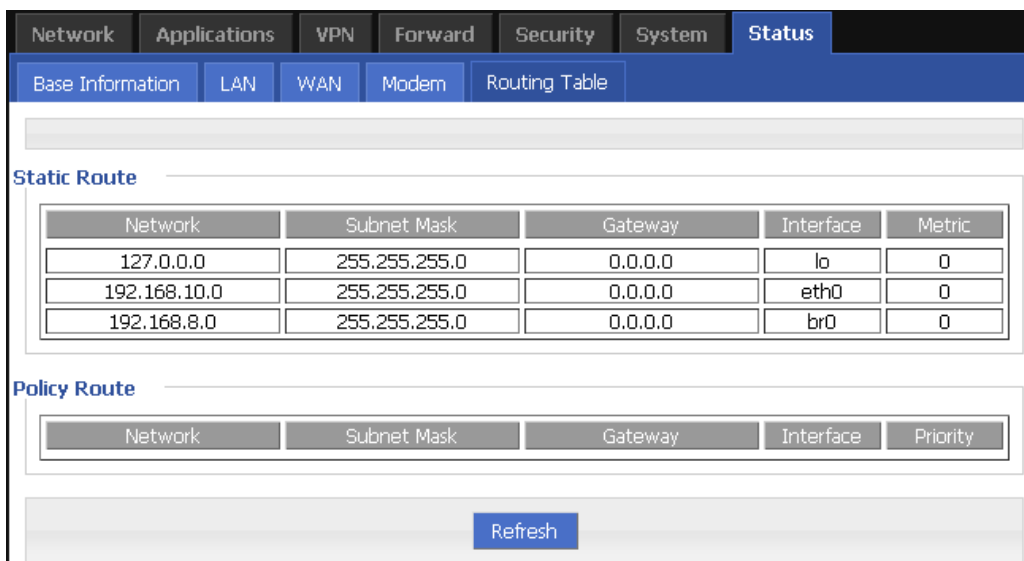 Network Applications VPN Forward Security System Status
Base Information LAN WAN Modem Routing Table
Static Route
Network Subnet Mask Gateway Interface Metric
127.0.0.0 255.255.255.0 0.0.0.0 lo 0
192.168.10.0 255.255.255.0 0.0.0.0 eth0 0
192.168.8.0 255.255.255.0 0.0.0.0 br0 0
Policy Route
Network Subnet Mask Gateway Interface Priority
Refresh